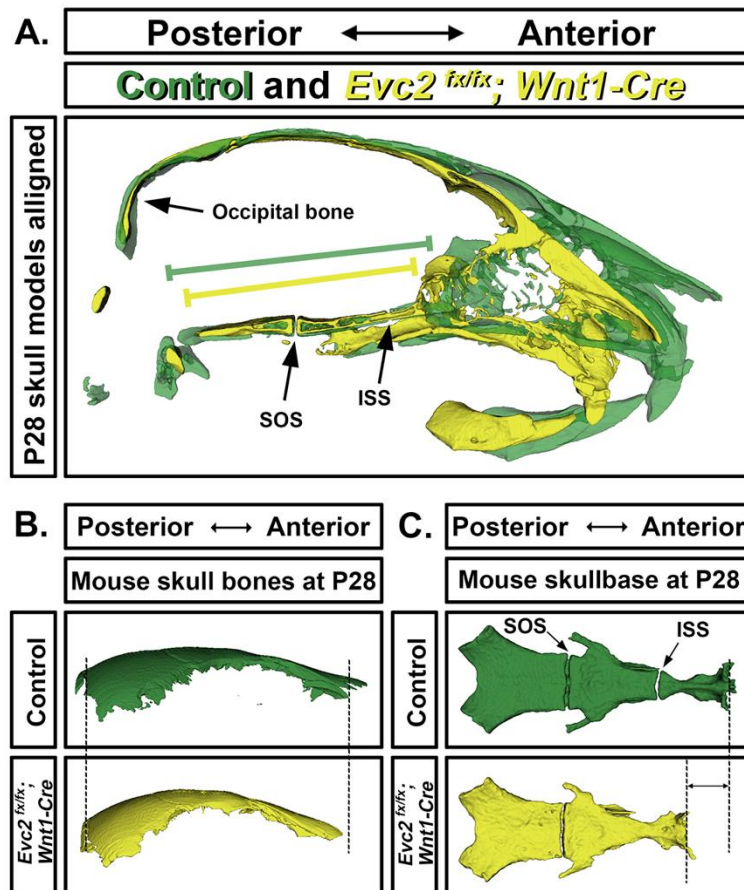 A.
Posterior ↔ Anterior
Control and Evc2 fx/fx; Wnt1-Cre
P28 skull models alligned
Occipital bone
SOS
ISS
B.
Posterior ↔ Anterior
Mouse skull bones at P28
Control
Evc2 fx/fx;
Wnt1-Cre
C.
Posterior ↔ Anterior
Mouse skullbase at P28
SOS
ISS
Control
Evc2 fx/fx;
Wnt1-Cre